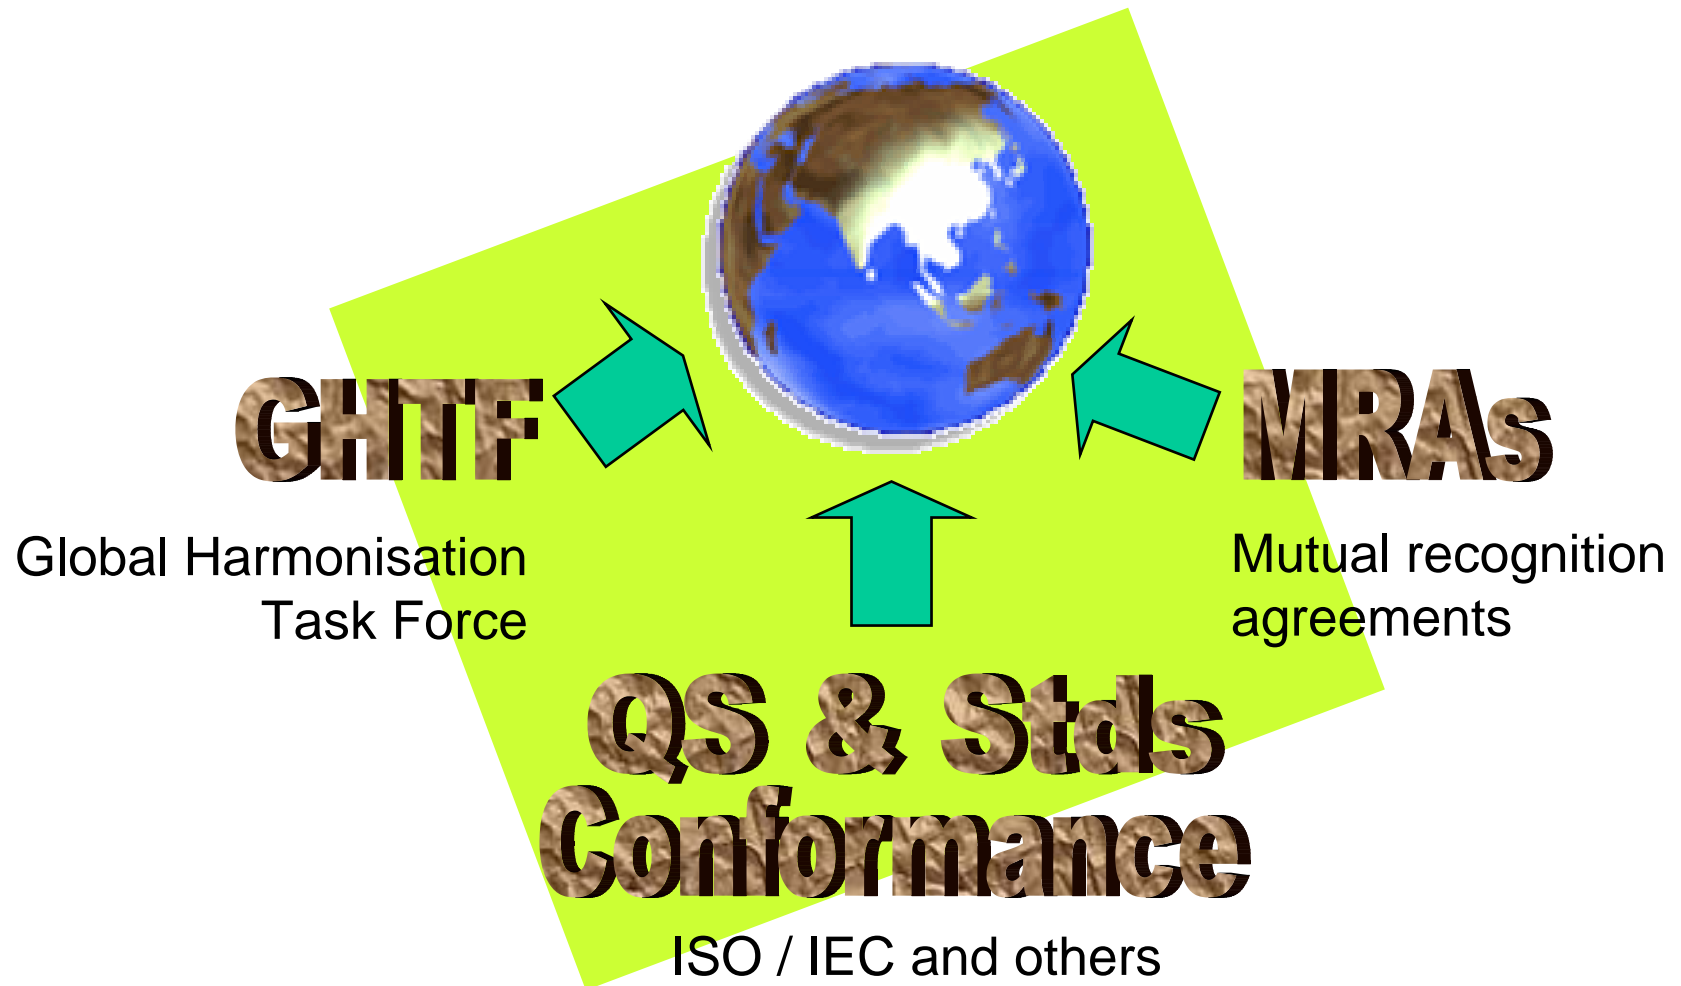 GHTF
Global Harmonisation
Task Force
MRAs
Mutual recognition
agreements
QS & Stds
Conformance
ISO / IEC and others